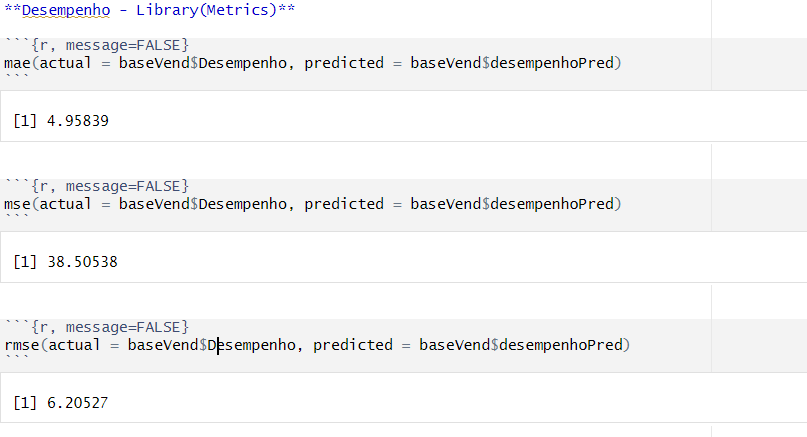 **Desempenho - Library(Metrics)**
```{r, message=FALSE}
mae(actual = baseVend$Desempenho, predicted = baseVend$desempenhoPred)
```
[1] 4.95839
```{r, message=FALSE}
mse(actual = baseVend$Desempenho, predicted = baseVend$desempenhoPred)
```
[1] 38.50538
```{r, message=FALSE}
rmse(actual = baseVend$Desempenho, predicted = baseVend$desempenhoPred)
```
[1] 6.20527